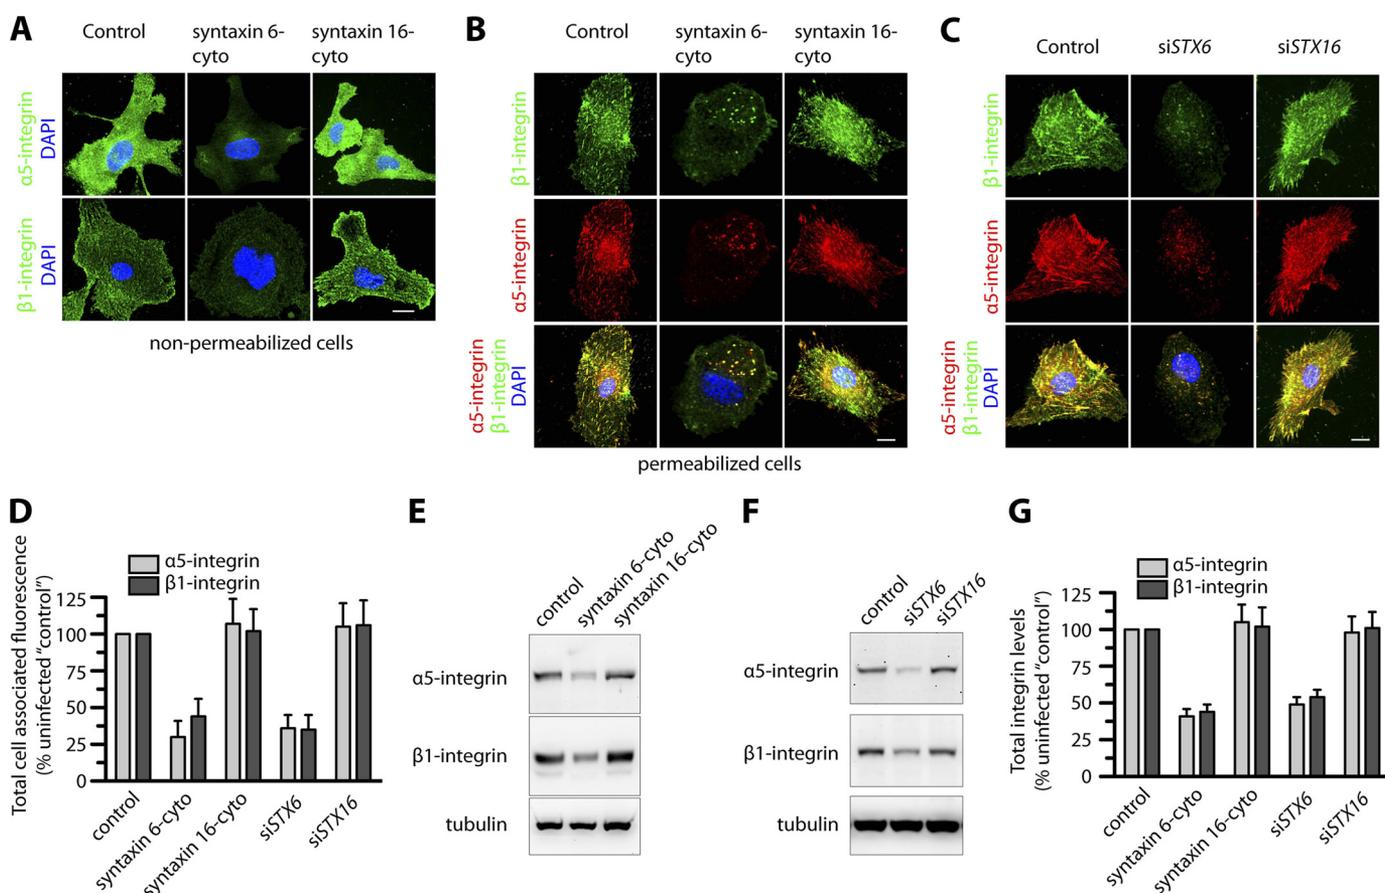 A
Control
syntaxin 6-
cyto
syntaxin 16-
cyto
α5-integrin
DAPI
β1-integrin
DAPI
non-permeabilized cells
B
Control
syntaxin 6-
cyto
syntaxin 16-
cyto
β1-integrin
α5-integrin
α5-integrin
β1-integrin
DAPI
permeabilized cells
C
Control
siSTX6
siSTX16
β1-integrin
α5-integrin
α5-integrin
β1-integrin
DAPI
D
α5-integrin
β1-integrin
Total cell associated fluorescence
(% uninfected “control”)
125
100
75
50
25
0
control
syntaxin 6-cyto
syntaxin 16-cyto
siSTX6
siSTX16
E
control
syntaxin 6-cyto
syntaxin 16-cyto
α5-integrin
β1-integrin
tubulin
F
control
siSTX6
siSTX16
α5-integrin
β1-integrin
tubulin
G
α5-integrin
β1-integrin
Total integrin levels
(% uninfected “control”)
125
100
75
50
25
0
control
syntaxin 6-cyto
syntaxin 16-cyto
siSTX6
siSTX16